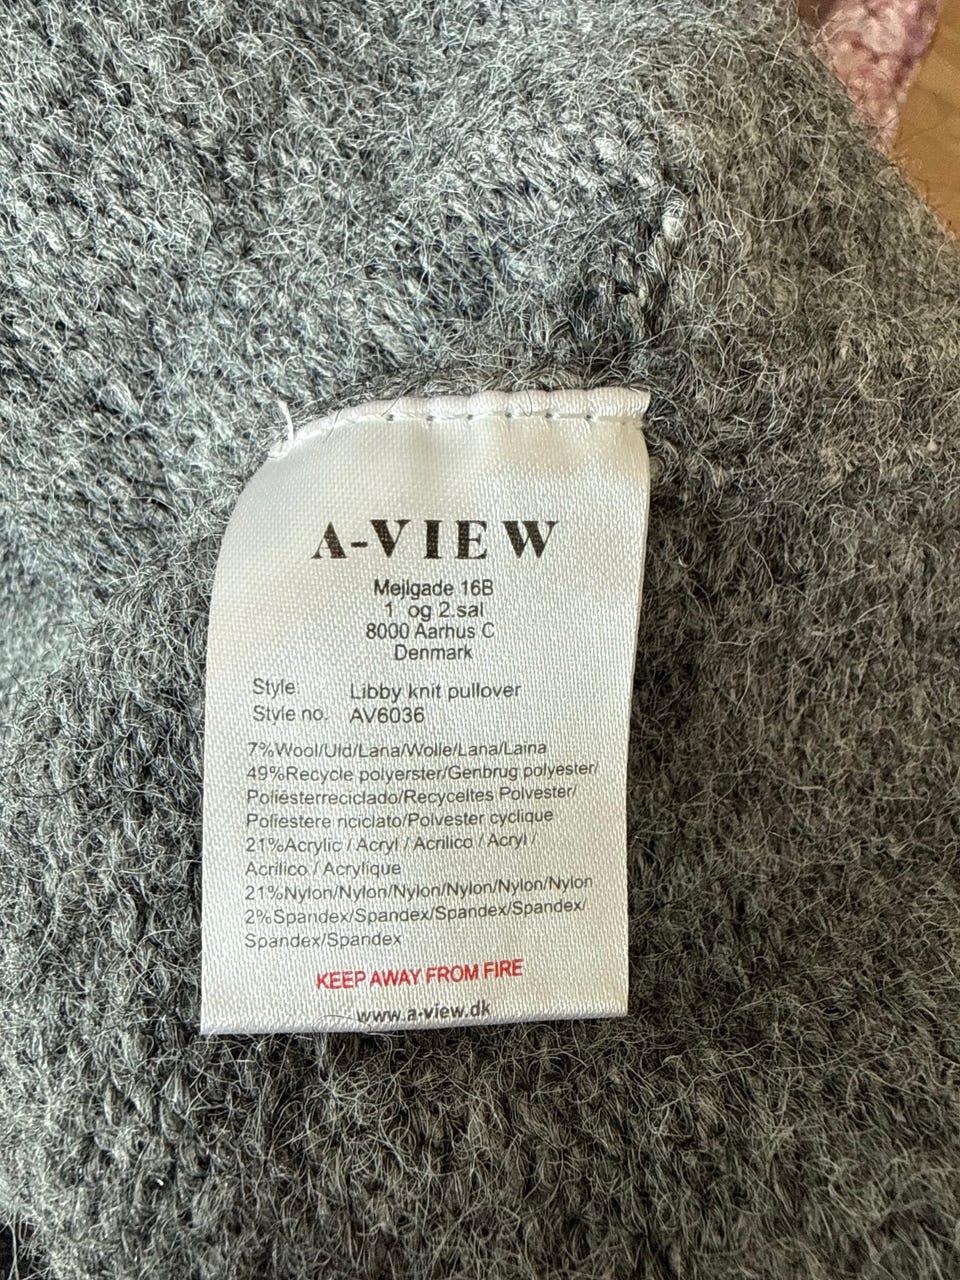 A-VIEW
Mejlgade 16B
1. og 2.sal
8000 Aarhus C
Denmark
Style: Libby knit pullover
Style no. AV6036
7%Wool/Uld/Lana/Wolle/Lana/Laina
49%Recycle polyerster/Genbrug polyester/
Poliésterreciclado/Recyceltes Polyester/
Poliestere nciclato/Polyester cyclique
21%Acrylic / Acryl / Acrilico / Acryl /
Acrilico / Acrylique
21%Nylon/Nylon/Nylon/Nylon/Nylon/Nylon
2%Spandex/Spandex/Spandex/Spandex/
Spandex/Spandex
KEEP AWAY FROM FIRE
www.a-view.dk